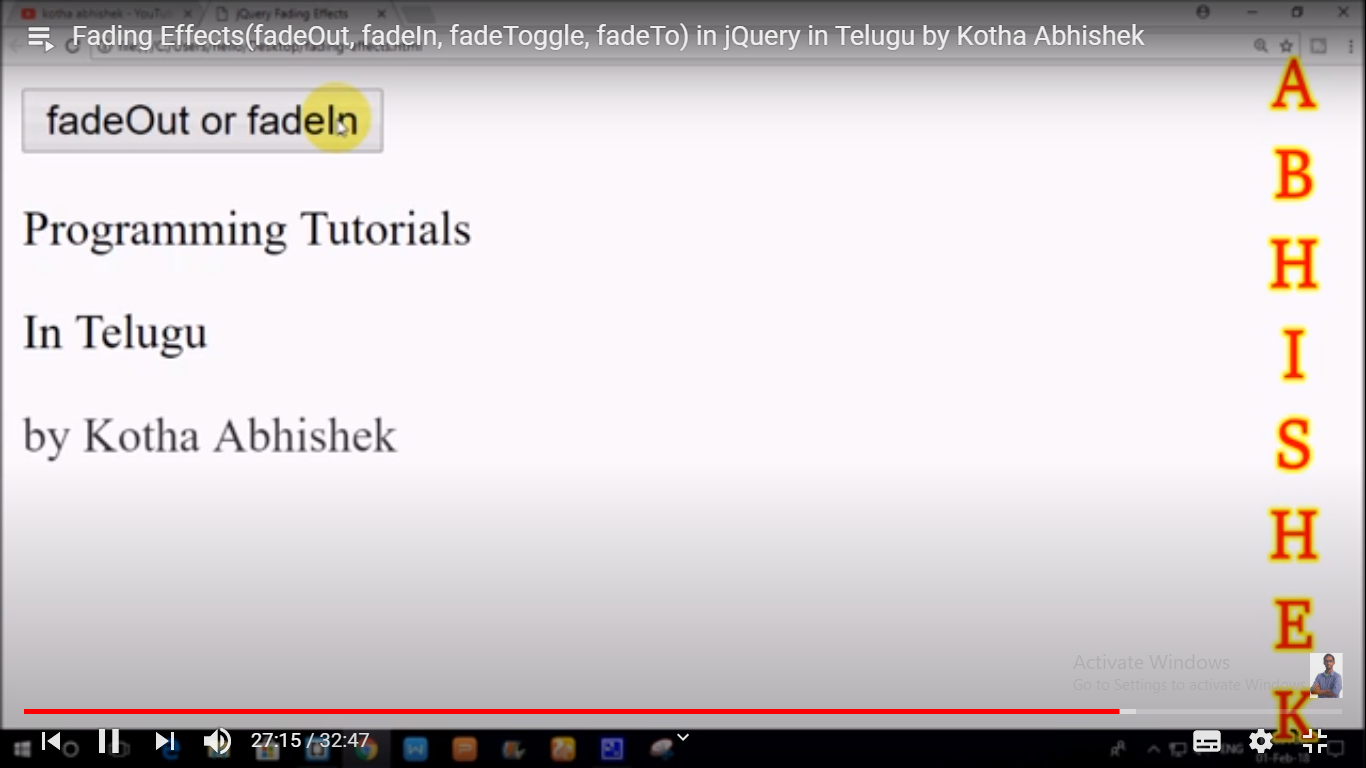 kotha abhishek - YouTu
jQuery Fading Effects
Fading Effects(fadeOut, fadeIn, fadeToggle, fadeTo) in jQuery in Telugu by Kotha Abhishek
fadeOut or fadeIn
Programming Tutorials
In Telugu
by Kotha Abhishek
A
B
H
I
S
H
E
K
Activate Windows
Go to Settings to activate Windows
27:15 / 32:47
ENG
01-Feb-18